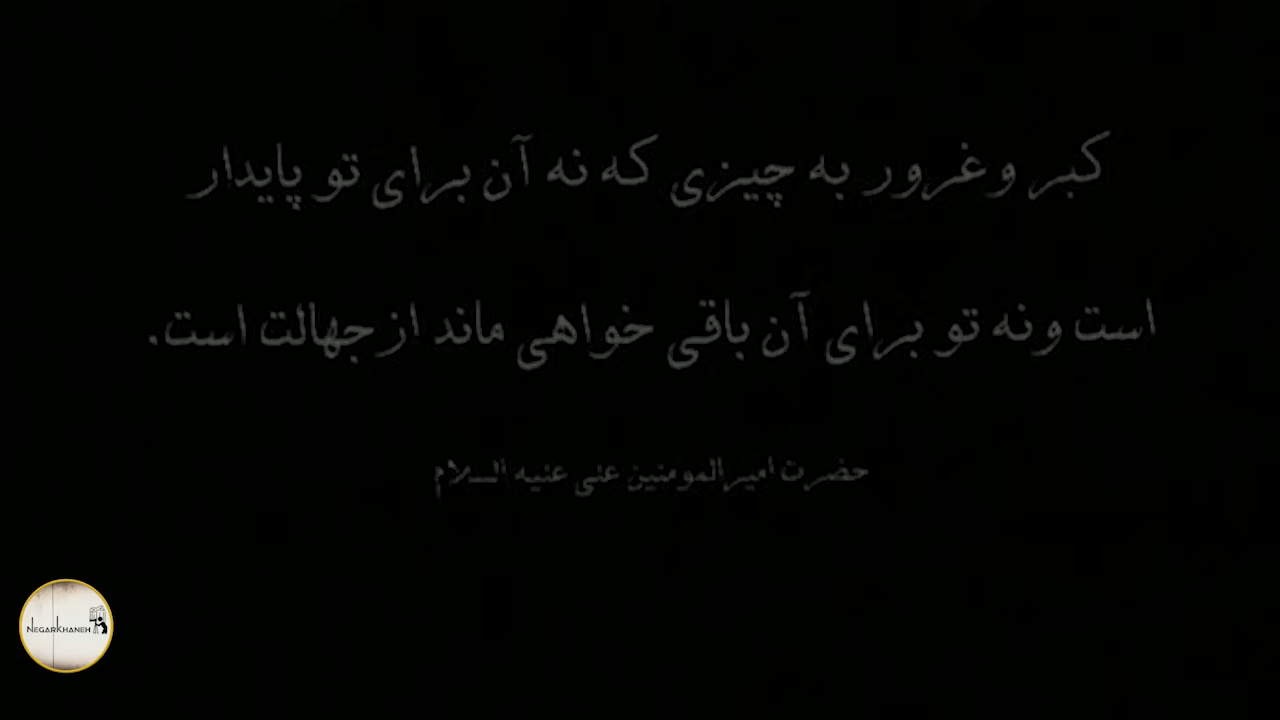 کبر و غرور به چیزی که نه آن برای تو پایدار
است و نه تو برای آن باقی خواهی ماند از جهالت است.
حضرت امیرالمومنین علی علیه السلام
NEGARKHANEH